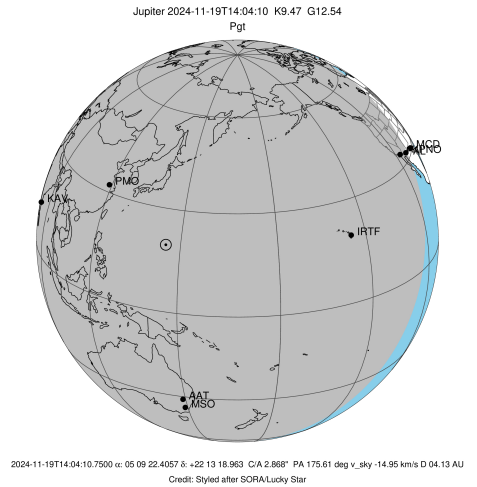 Jupiter 2024-11-19T14:04:10 K9.47 G12.54
Pgt
MCD
KAV
PMO
IRTF
AAT
MSO
2024-11-19T14:04:10.7500 α: 05 09 22.4057 δ: +22 13 18.963 C/A 2.868" PA 175.61 deg v_sky -14.95 km/s D 04.13 AU
Credit: Styled after SORA/Lucky Star